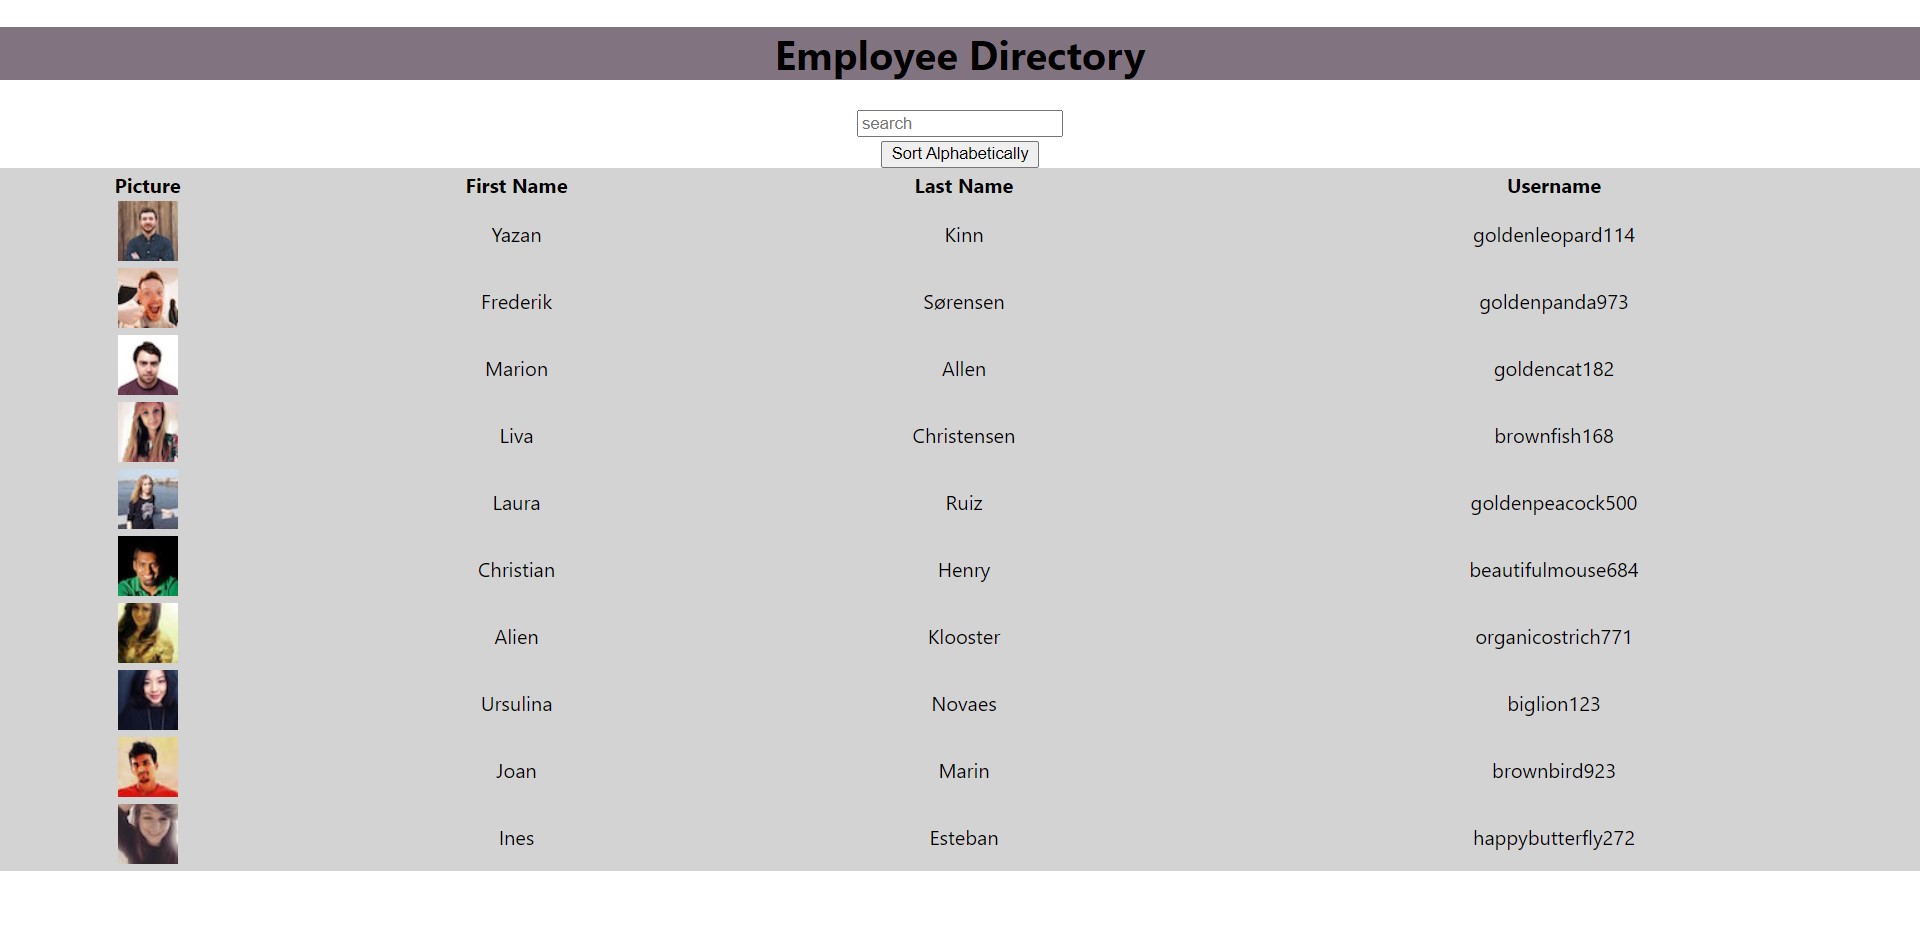 Employee Directory
search
Sort Alphabetically
Picture First Name Last Name Username
Yazan Kinn goldenleopard114
Frederik Sørensen goldenpanda973
Marion Allen goldencat182
Liva Christensen brownfish168
Laura Ruiz goldenpeacock500
Christian Henry beautifulmouse684
Alien Klooster organicostrich771
Ursulina Novaes biglion123
Joan Marin brownbird923
Ines Esteban happybutterfly272